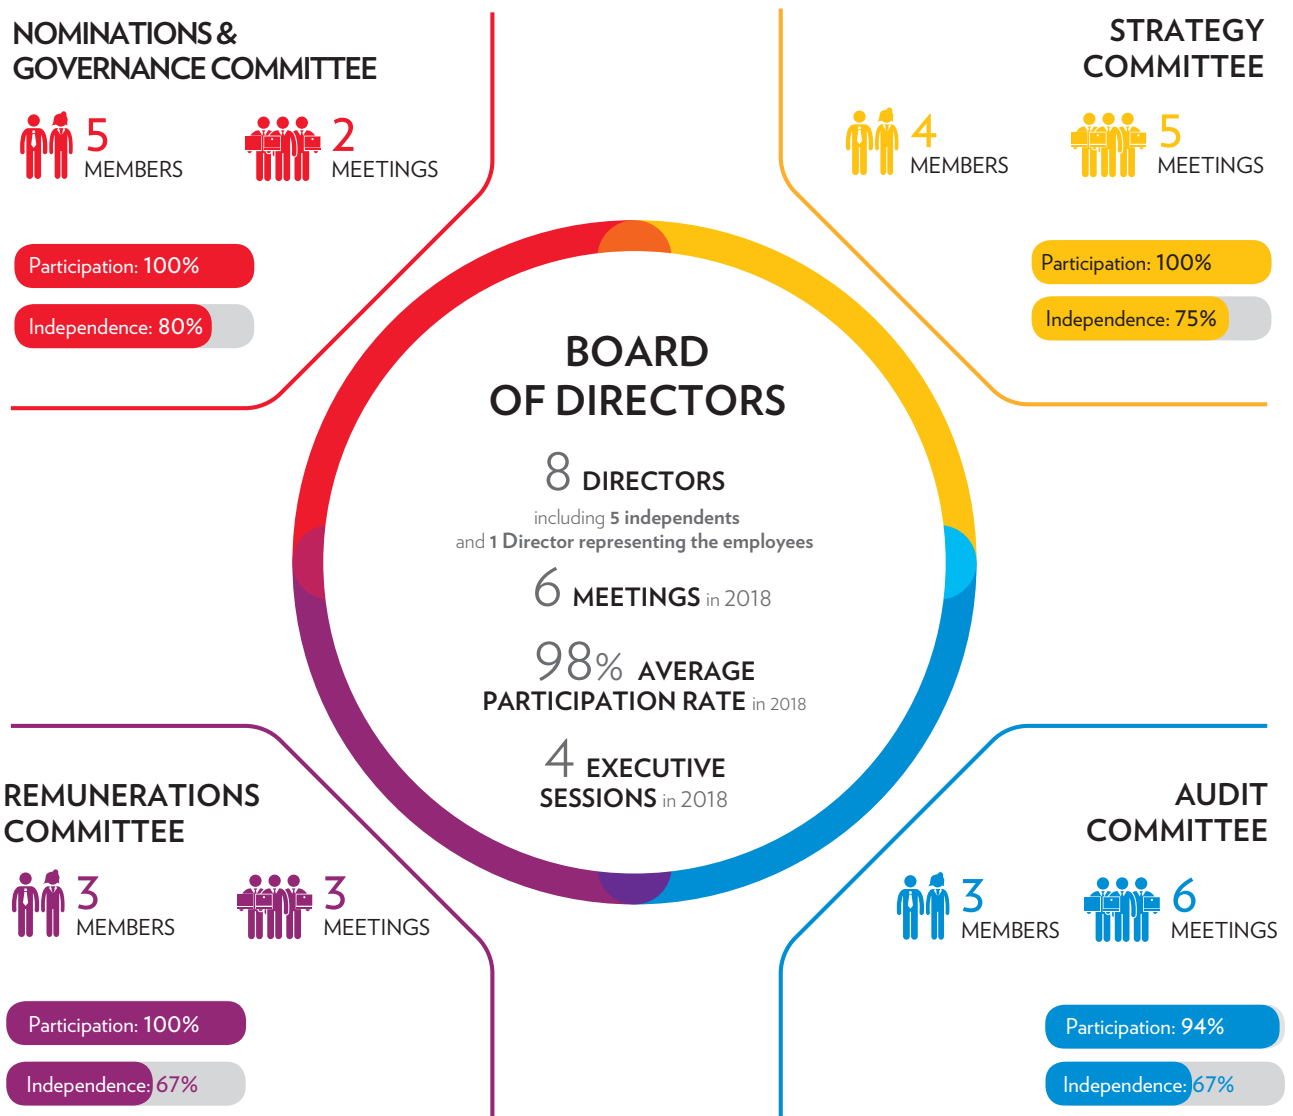 NOMINATIONS &
GOVERNANCE COMMITTEE
5
MEMBERS
2
MEETINGS
Participation: 100%
Independence: 80%
STRATEGY
COMMITTEE
4
MEMBERS
5
MEETINGS
Participation: 100%
Independence: 75%
BOARD
OF DIRECTORS
8 DIRECTORS
including 5 independents
and 1 Director representing the employees
6 MEETINGS in 2018
98% AVERAGE
PARTICIPATION RATE in 2018
4 EXECUTIVE
SESSIONS in 2018
REMUNERATIONS
COMMITTEE
3
MEMBERS
3
MEETINGS
Participation: 100%
Independence: 67%
AUDIT
COMMITTEE
3
MEMBERS
6
MEETINGS
Participation: 94%
Independence: 67%